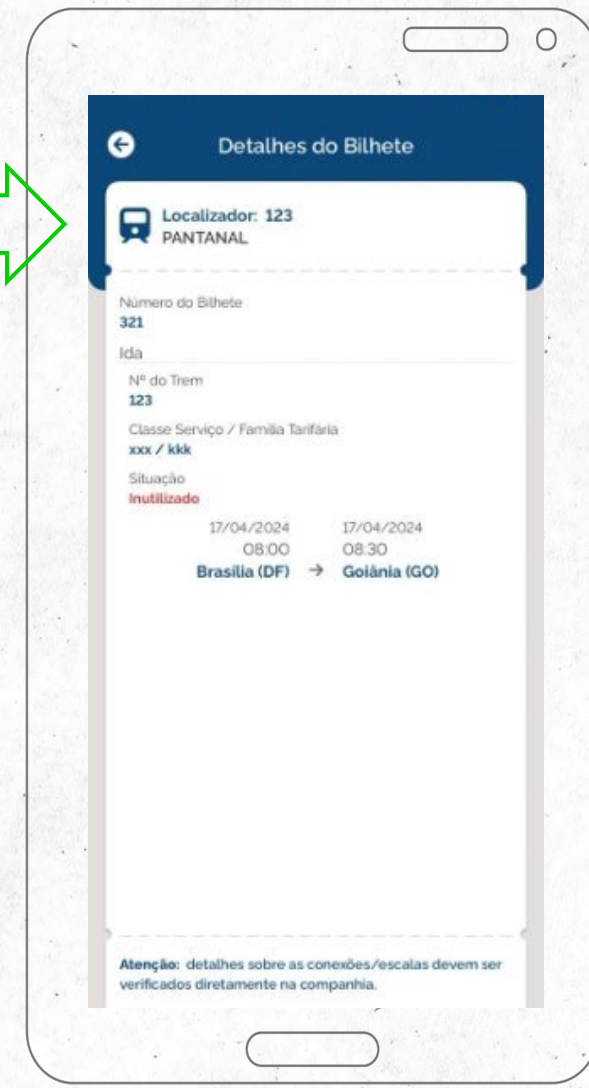 Detalhes do Bilhete
Localizador: 123
PANTANAL
Número do Bilhete
321
Ida
Nº do Trem
123
Classe Serviço / Família Tarifária
xxx / kkk
Situação
Inutilizado
17/04/2024 17/04/2024
08:00 08:30
Brasília (DF) → Goiânia (GO)
Atenção: detalhes sobre as conexões/escalas devem ser
verificados diretamente na companhia.